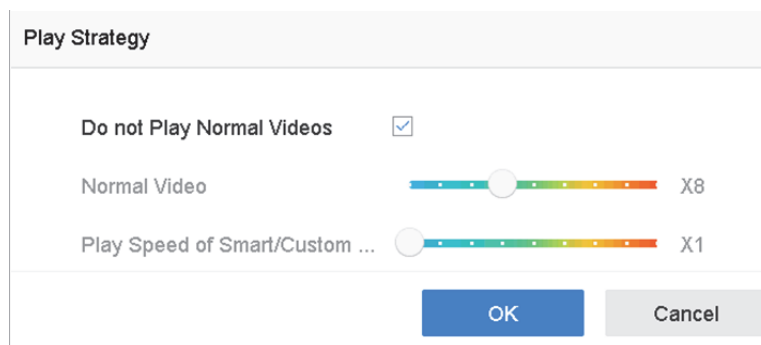 Play Strategy
Do not Play Normal Videos
Normal Video X8
Play Speed of Smart/Custom ... X1
OK Cancel